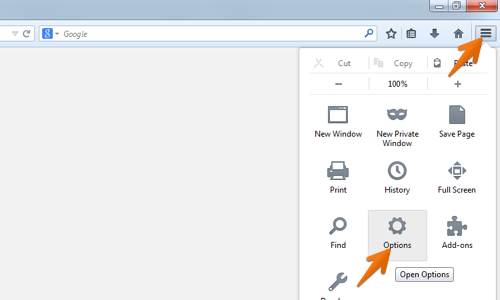 Google
Cut
Copy
Paste
−
100%
+
New Window
New Private
Window
Save Page
Print
History
Full Screen
Find
Options
Add-ons
Open Options